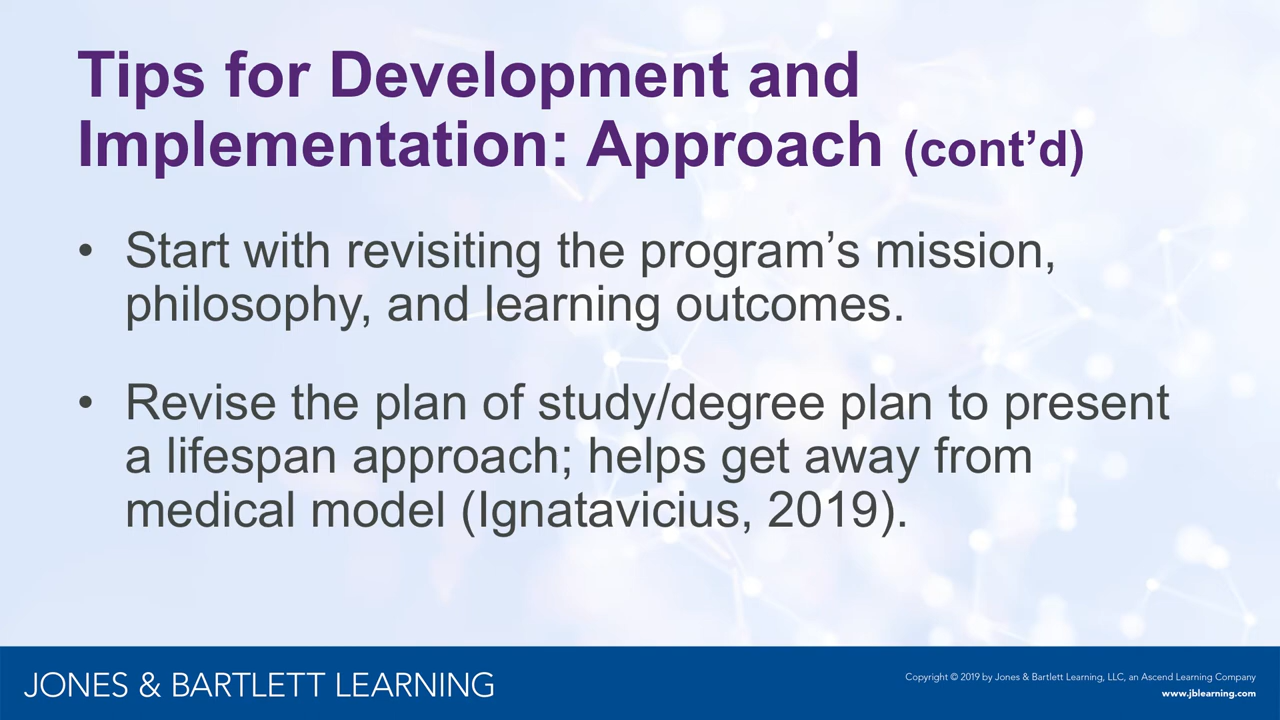 Tips for Development and
Implementation: Approach (cont’d)
• Start with revisiting the program’s mission,
philosophy, and learning outcomes.
• Revise the plan of study/degree plan to present
a lifespan approach; helps get away from
medical model (Ignatavicius, 2019).
JONES & BARTLETT LEARNING
Copyright © 2019 by Jones & Bartlett Learning, LLC, an Ascend Learning Company
www.jblearning.com